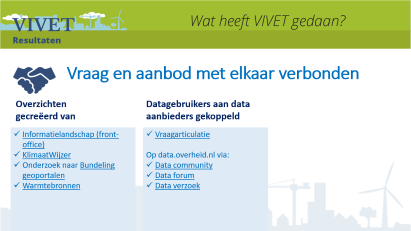 VIVET
Resultaten
Wat heeft VIVET gedaan?
Vraag en aanbod met elkaar verbonden
Overzichten
gecreëerd van
✓ Informatielandschap (front-
office)
✓ KlimaatWijzer
✓ Onderzoek naar Bundeling
geoportalen
✓ Warmtebronnen
Datagebruikers aan data
aanbieders gekoppeld
✓ Vraagarticulatie
Op data.overheid.nl via:
✓ Data community
✓ Data forum
✓ Data verzoek